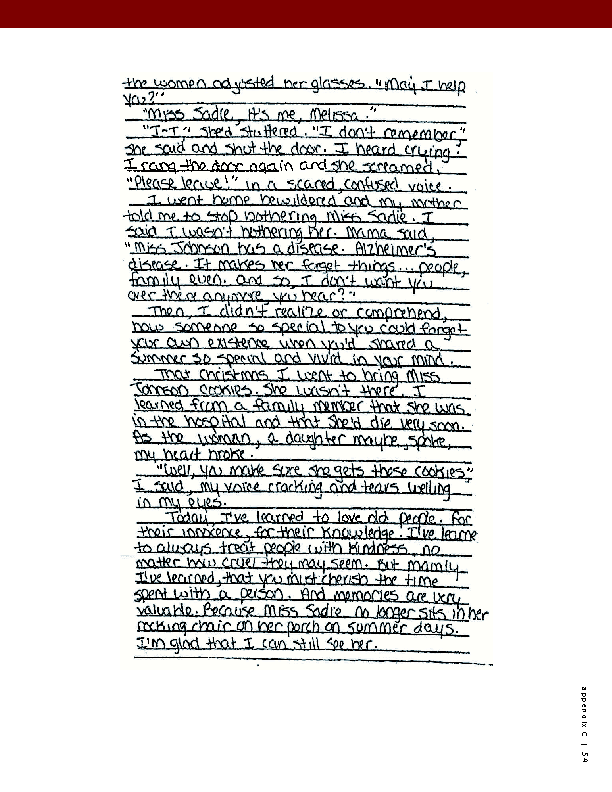 the women adjusted her glasses. "May I help
you?"
"Miss Sadie, it's me, Melissa."
"I-I," she'd stuttered. "I don't remember,"
she said and shut the door. I heard crying.
I rang the door again and she screamed,
"Please leave!" in a scared, confused voice.
I went home bewildered and my mother
told me to stop bothering Miss Sadie. I
said I wasn't bothering her. Mama said,
"Miss Johnson has a disease. Alzheimer's
disease. It makes her forget things... people,
family even. And so, I don't want you
over there anymore, you hear?"
Then, I didn't realize or comprehend,
how someone so special to you could forget
your own existence when you'd shared a
summer so special and vivid in your mind.
That Christmas I went to bring Miss
Johnson cookies. She wasn't there. I
learned from a family member that she was
in the hospital and that she'd die very soon.
As the woman, a daughter maybe, spoke,
my heart broke.
"Well, you make sure she gets these cookies"
I said, my voice cracking and tears welling
in my eyes.
Today, I've learned to love old people. For
their innocence, for their knowledge. I've learne
to always treat people with kindness, no
matter how cruel they may seem. But mainly
I've learned, that you must cherish the time
spent with a person. And memories are very
valuable. Because Miss Sadie no longer sits in her
rocking chair on her porch on summer days.
I'm glad that I can still see her.
appendix C | 54